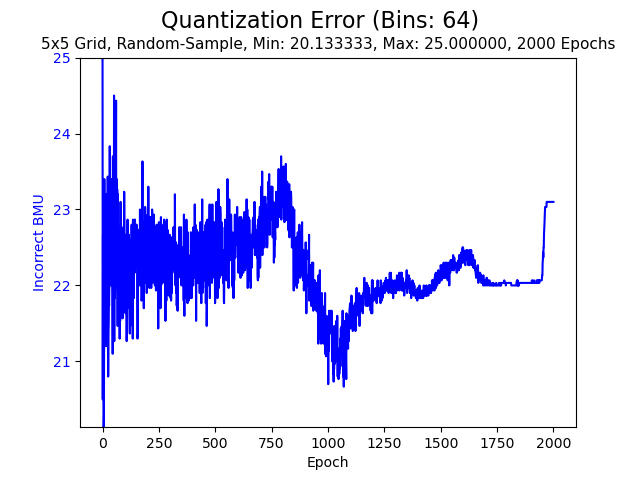 Quantization Error (Bins: 64)
5x5 Grid, Random-Sample, Min: 20.133333, Max: 25.000000, 2000 Epochs
25
24
23
22
21
Incorrect BMU
0 250 500 750 1000 1250 1500 1750 2000
Epoch